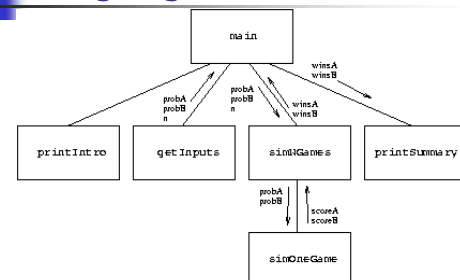 main
winsA
winsB
probA
probB
n
probA
probB
n
winsA
winsB
printIntro
getInputs
simNGames
printSummary
probA
probB
scoreA
scoreB
simOneGame